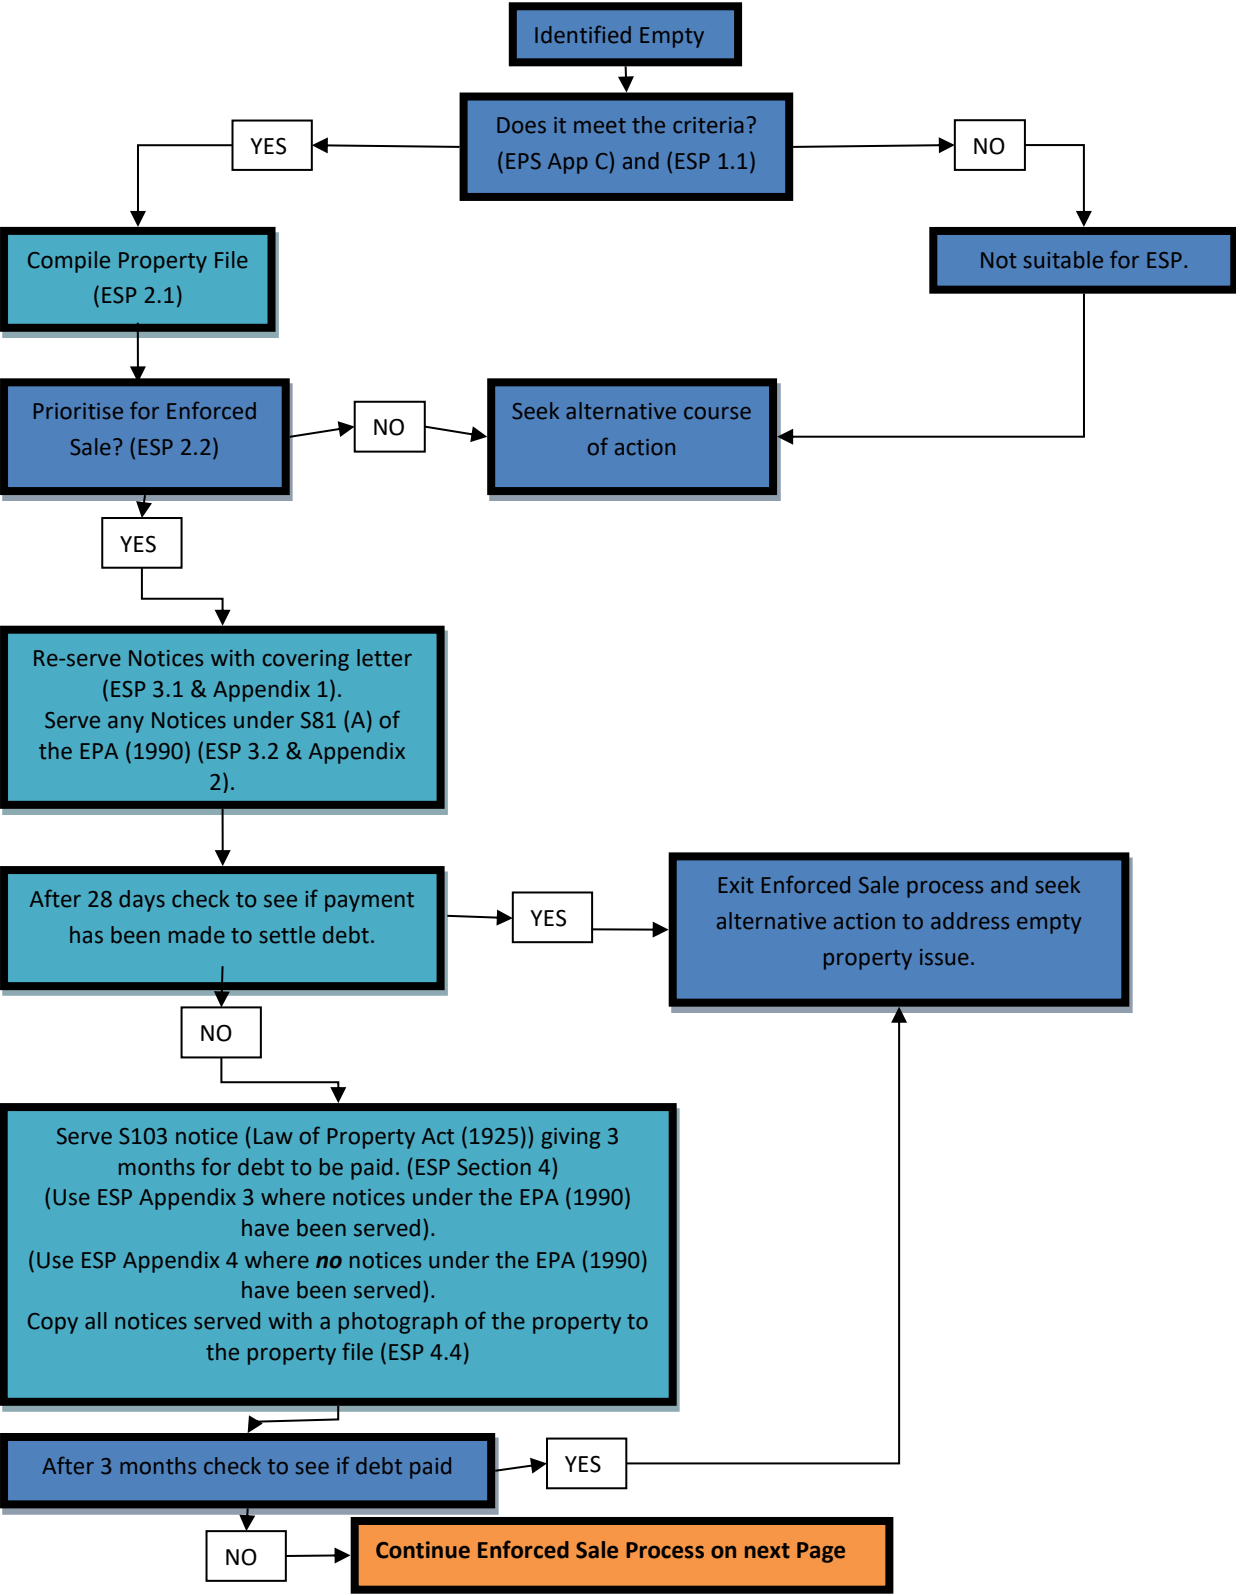 Identified Empty
Does it meet the criteria?
(EPS App C) and (ESP 1.1)
YES
NO
Compile Property File
(ESP 2.1)
Not suitable for ESP.
Prioritise for Enforced
Sale? (ESP 2.2)
NO
Seek alternative course
of action
YES
Re-serve Notices with covering letter
(ESP 3.1 & Appendix 1).
Serve any Notices under S81 (A) of
the EPA (1990) (ESP 3.2 & Appendix
2).
After 28 days check to see if payment
has been made to settle debt.
YES
Exit Enforced Sale process and seek
alternative action to address empty
property issue.
NO
Serve S103 notice (Law of Property Act (1925)) giving 3
months for debt to be paid. (ESP Section 4)
(Use ESP Appendix 3 where notices under the EPA (1990)
have been served).
(Use ESP Appendix 4 where no notices under the EPA (1990)
have been served).
Copy all notices served with a photograph of the property to
the property file (ESP 4.4)
After 3 months check to see if debt paid
YES
NO
Continue Enforced Sale Process on next Page